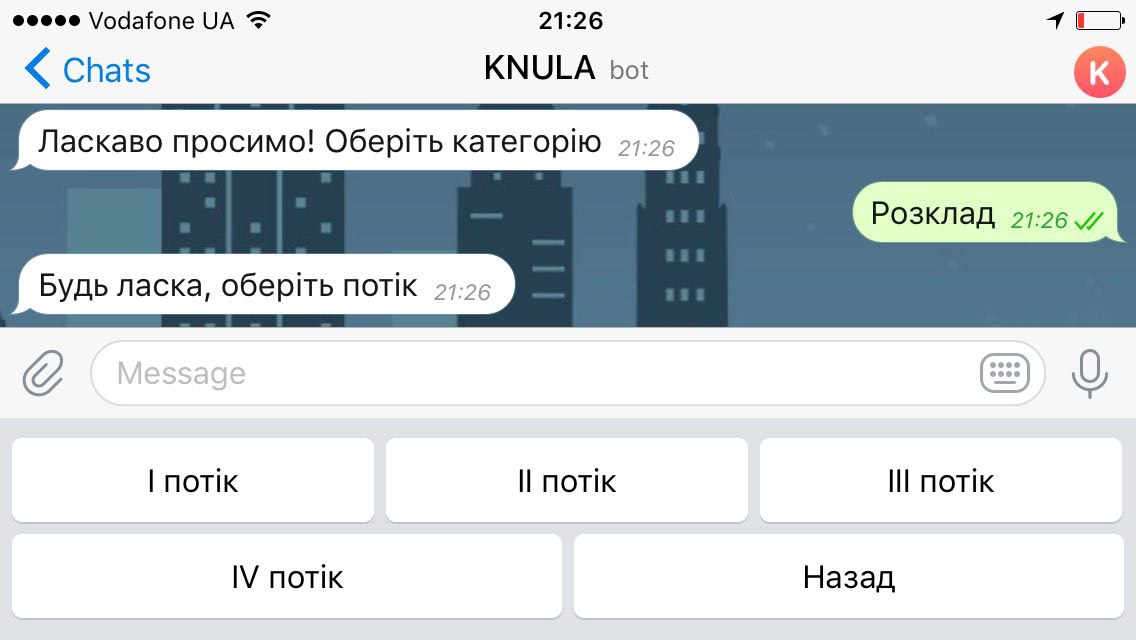 Vodafone UA 21:26
Chats KNULA bot K
Ласкаво просимо! Оберіть категорію 21:26
Розклад 21:26
Будь ласка, оберіть потік 21:26
Message
I потік II потік III потік
IV потік Назад